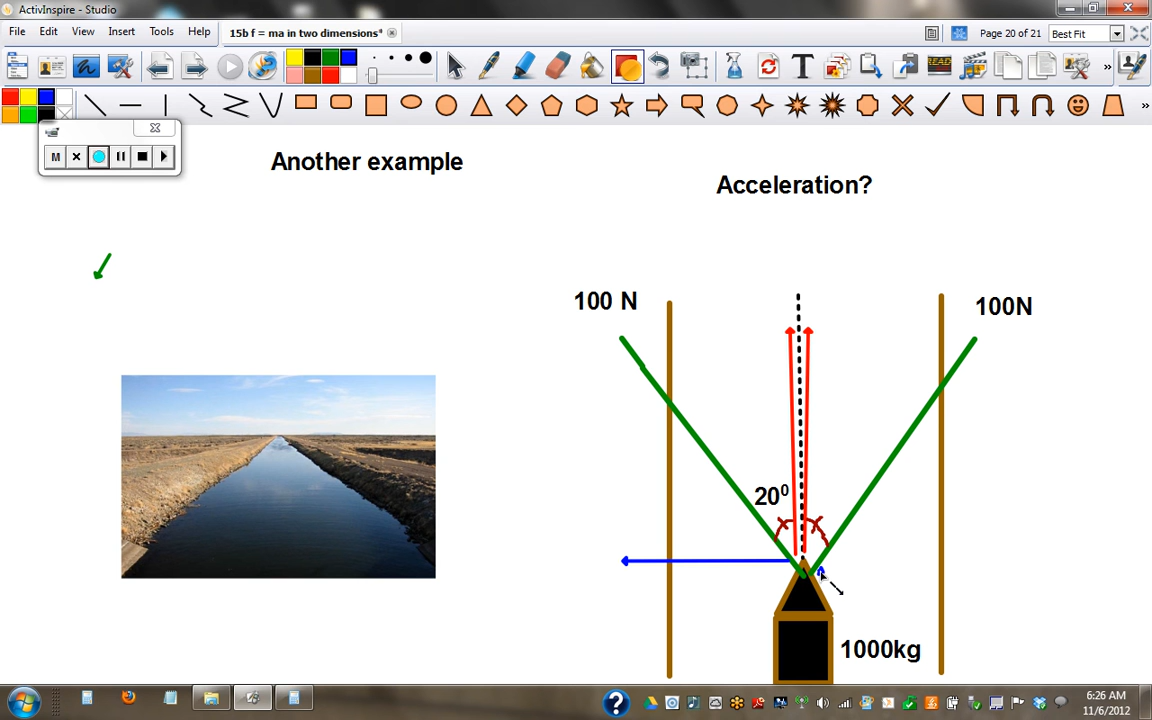 ActivInspire - Studio
File Edit View Insert Tools Help
15b f = ma in two dimensions*
Page 20 of 21
Best Fit
M
Another example
Acceleration?
100 N
100N
20⁰
1000kg
6:26 AM
11/6/2012